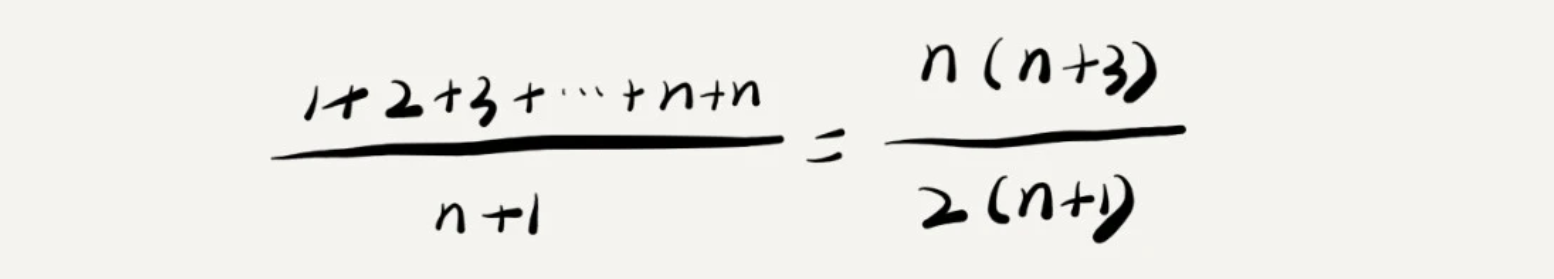 1+2+3+⋯+n+n / n+1 = n(n+3) / 2(n+1)